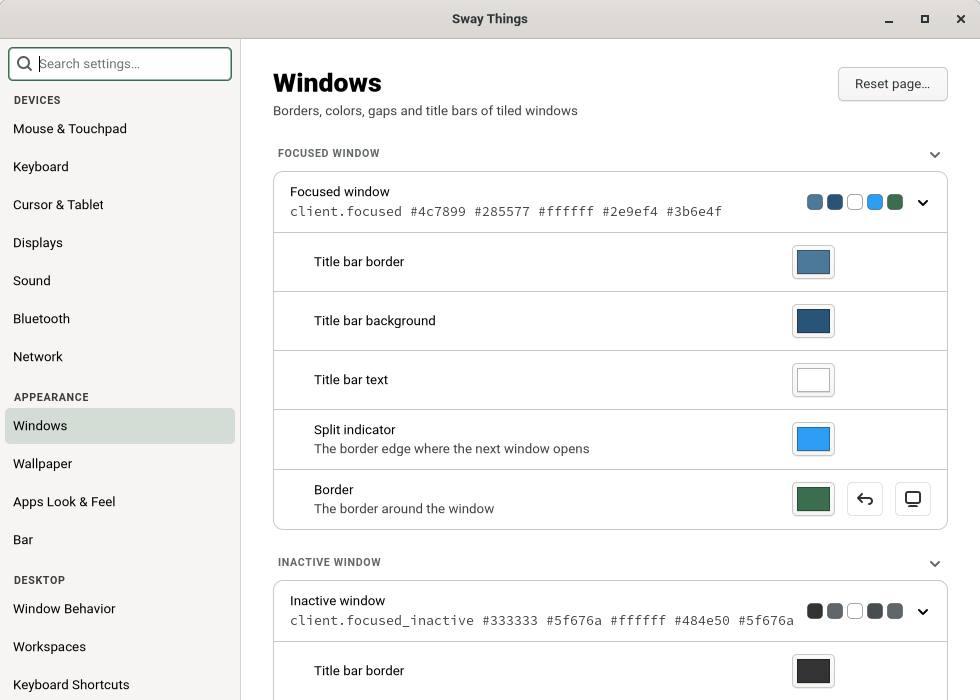 Sway Things
Search settings...
DEVICES
Mouse & Touchpad
Keyboard
Cursor & Tablet
Displays
Sound
Bluetooth
Network
APPEARANCE
Windows
Wallpaper
Apps Look & Feel
Bar
DESKTOP
Window Behavior
Workspaces
Keyboard Shortcuts
Windows
Borders, colors, gaps and title bars of tiled windows
Reset page...
FOCUSED WINDOW
Focused window
client.focused #4c7899 #285577 #ffffff #2e9ef4 #3b6e4f
Title bar border
Title bar background
Title bar text
Split indicator
The border edge where the next window opens
Border
The border around the window
INACTIVE WINDOW
Inactive window
client.focused_inactive #333333 #5f676a #ffffff #484e50 #5f676a
Title bar border